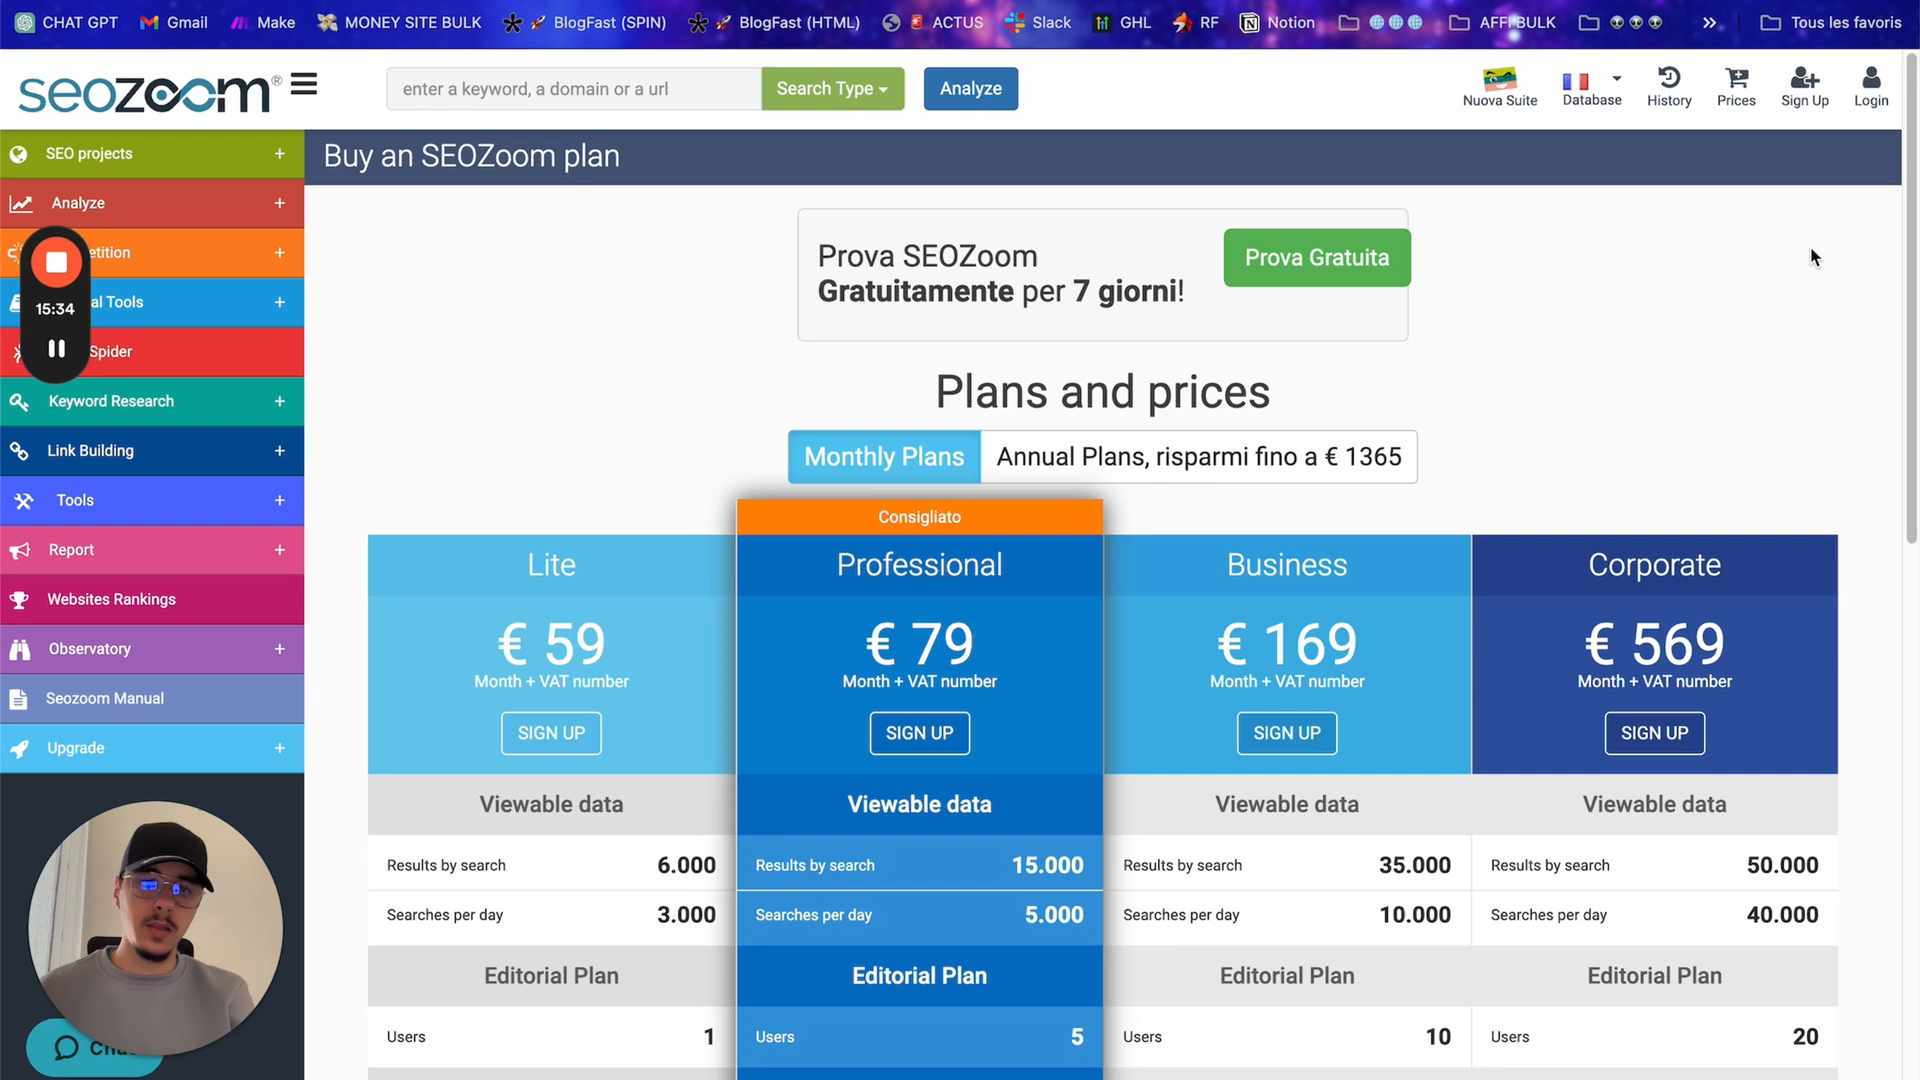 CHAT GPT
Gmail
Make
MONEY SITE BULK
BlogFast (SPIN)
BlogFast (HTML)
ACTUS
Slack
GHL
RF
Notion
AFFI BULK
Tous les favoris
seozoom®
enter a keyword, a domain or a url
Search Type
Analyze
Nuova Suite
Database
History
Prices
Sign Up
Login
SEO projects
Analyze
etition
al Tools
Spider
Keyword Research
Link Building
Tools
Report
Websites Rankings
Observatory
Seozoom Manual
Upgrade
15:34
Buy an SEOZoom plan
Prova SEOZoom
Gratuitamente per 7 giorni!
Prova Gratuita
Plans and prices
Monthly Plans
Annual Plans, risparmi fino a € 1365
Consigliato
Lite
Professional
Business
Corporate
€ 59
€ 79
€ 169
€ 569
Month + VAT number
Month + VAT number
Month + VAT number
Month + VAT number
SIGN UP
SIGN UP
SIGN UP
SIGN UP
Viewable data
Viewable data
Viewable data
Viewable data
Results by search 6.000
Results by search 15.000
Results by search 35.000
Results by search 50.000
Searches per day 3.000
Searches per day 5.000
Searches per day 10.000
Searches per day 40.000
Editorial Plan
Editorial Plan
Editorial Plan
Editorial Plan
Users 1
Users 5
Users 10
Users 20